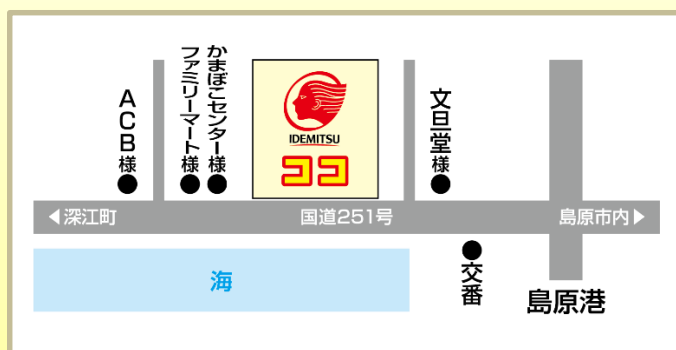 ACB様
ファミリーマート様
かまぼこセンター様
IDEMITSU
ココ
文旦堂様
◀深江町
国道251号
島原市内▶
海
交番
島原港